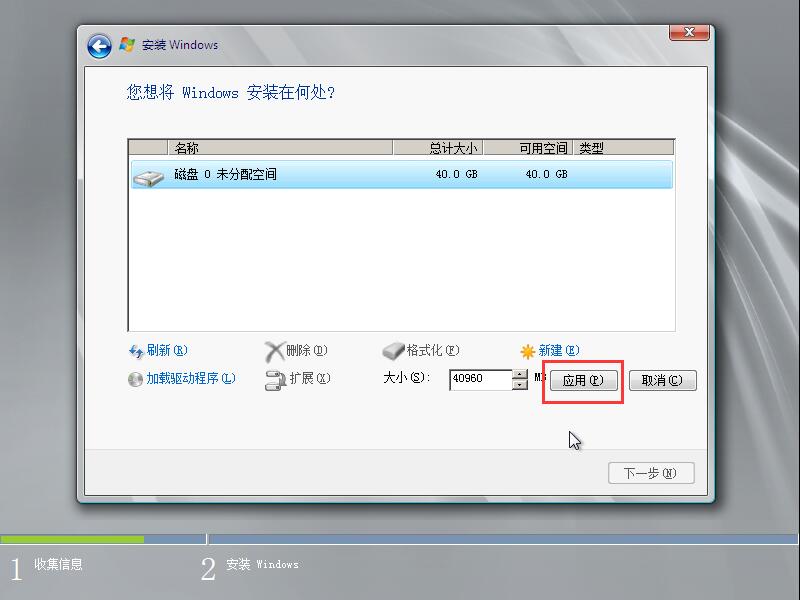 安装 Windows
您想将 Windows 安装在何处?
名称 总计大小 可用空间 类型
磁盘 0 未分配空间 40.0 GB 40.0 GB
刷新(R) 删除(D) 格式化(F) 新建(E)
加载驱动程序(L) 扩展(X) 大小(S): 40960 MB 应用(P) 取消(C)
下一步(N)
1 收集信息 2 安装 Windows